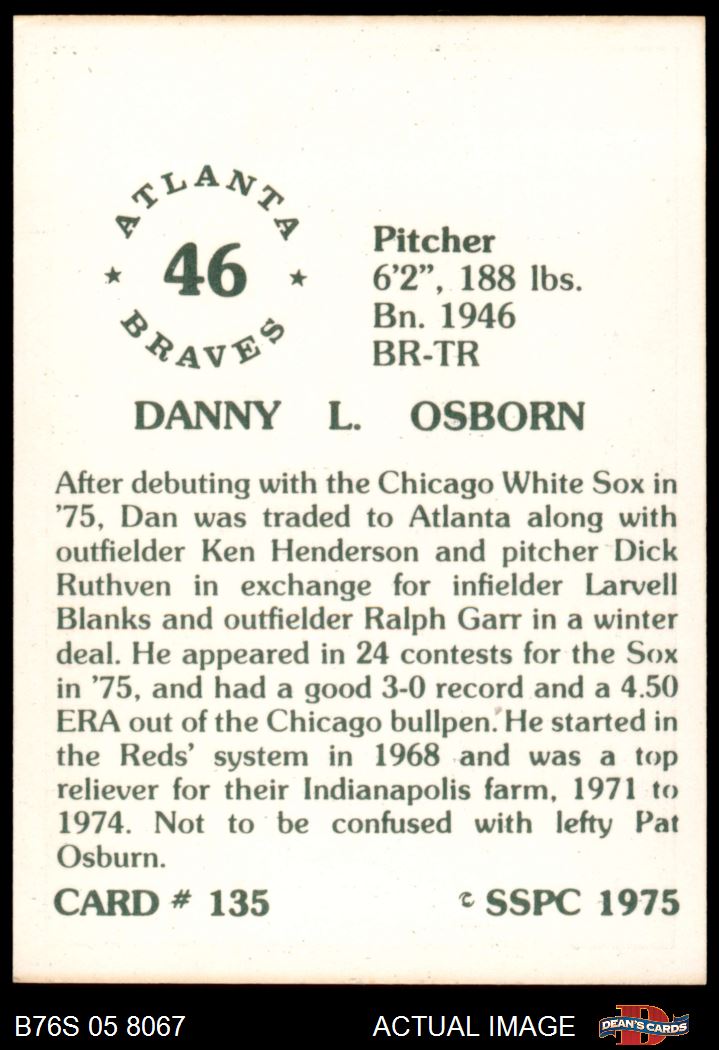 ATLANTA
46
BRAVES
Pitcher
6'2", 188 lbs.
Bn. 1946
BR-TR
DANNY L. OSBORN
After debuting with the Chicago White Sox in
'75, Dan was traded to Atlanta along with
outfielder Ken Henderson and pitcher Dick
Ruthven in exchange for infielder Larvell
Blanks and outfielder Ralph Garr in a winter
deal. He appeared in 24 contests for the Sox
in '75, and had a good 3-0 record and a 4.50
ERA out of the Chicago bullpen. He started in
the Reds' system in 1968 and was a top
reliever for their Indianapolis farm, 1971 to
1974. Not to be confused with lefty Pat
Osburn.
CARD # 135 © SSPC 1975
B76S 05 8067 ACTUAL IMAGE DEAN'S CARDS